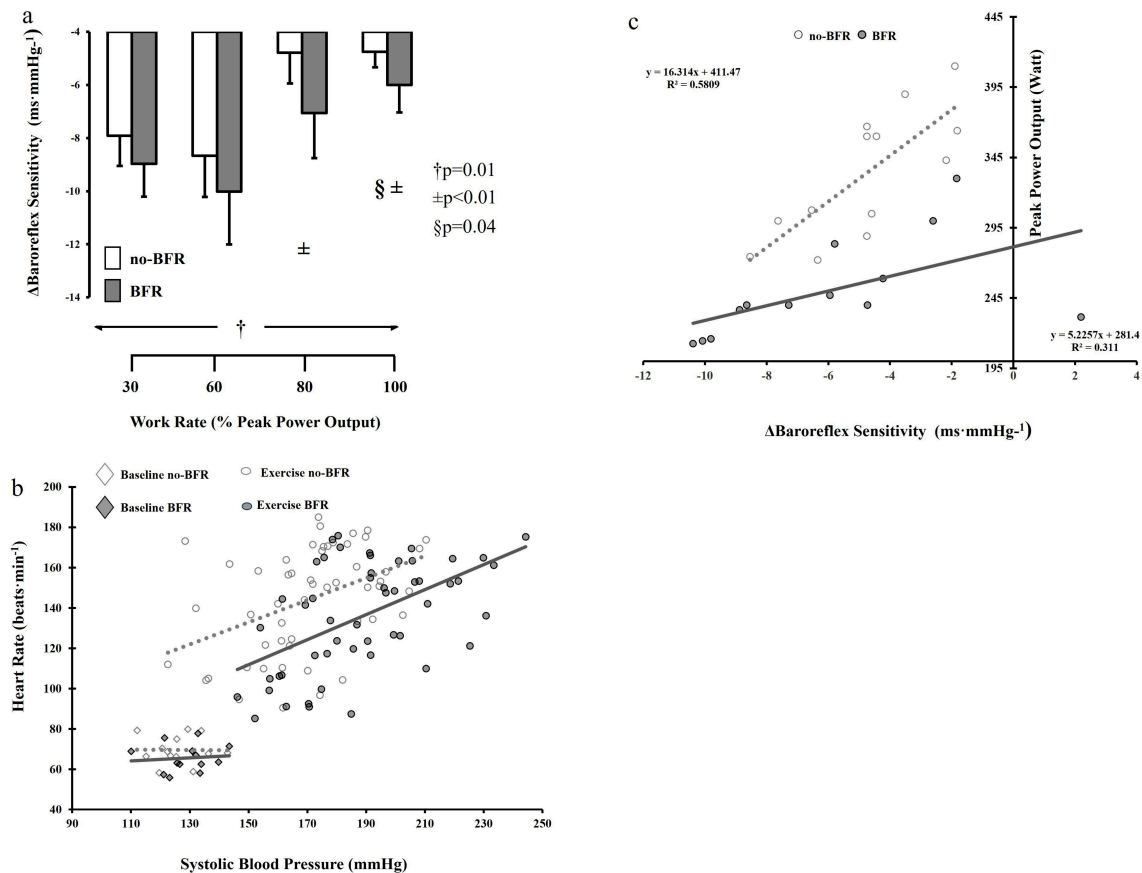 a
-4
-6
-8
-10
-12
-14
ΔBaroreflex Sensitivity (ms·mmHg-¹)
no-BFR
BFR
§ ±
±
†p=0.01
±p<0.01
§p=0.04
†
30 60 80 100
Work Rate (% Peak Power Output)
b
Baseline no-BFR Exercise no-BFR
Baseline BFR Exercise BFR
200
180
160
140
120
100
80
60
40
Heart Rate (beats·min⁻¹)
90 110 130 150 170 190 210 230 250
Systolic Blood Pressure (mmHg)
c
no-BFR BFR
y = 16.314x + 411.47
R² = 0.5809
445
395
345
295
245
195
Peak Power Output (Watt)
y = 5.2257x + 281.4
R² = 0.311
-12 -10 -8 -6 -4 -2 0 2 4
ΔBaroreflex Sensitivity (ms·mmHg-¹)